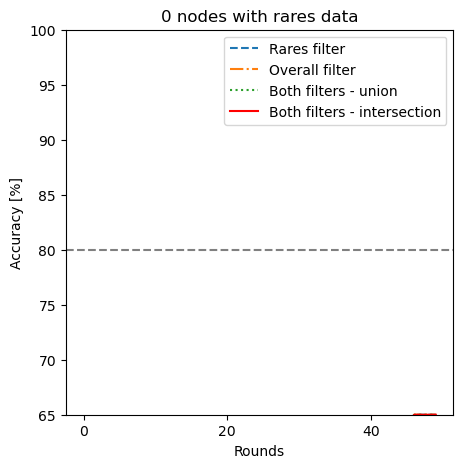 0 nodes with rares data
100
95
90
85
80
75
70
65
Accuracy [%]
Rares filter
Overall filter
Both filters - union
Both filters - intersection
0
20
40
Rounds